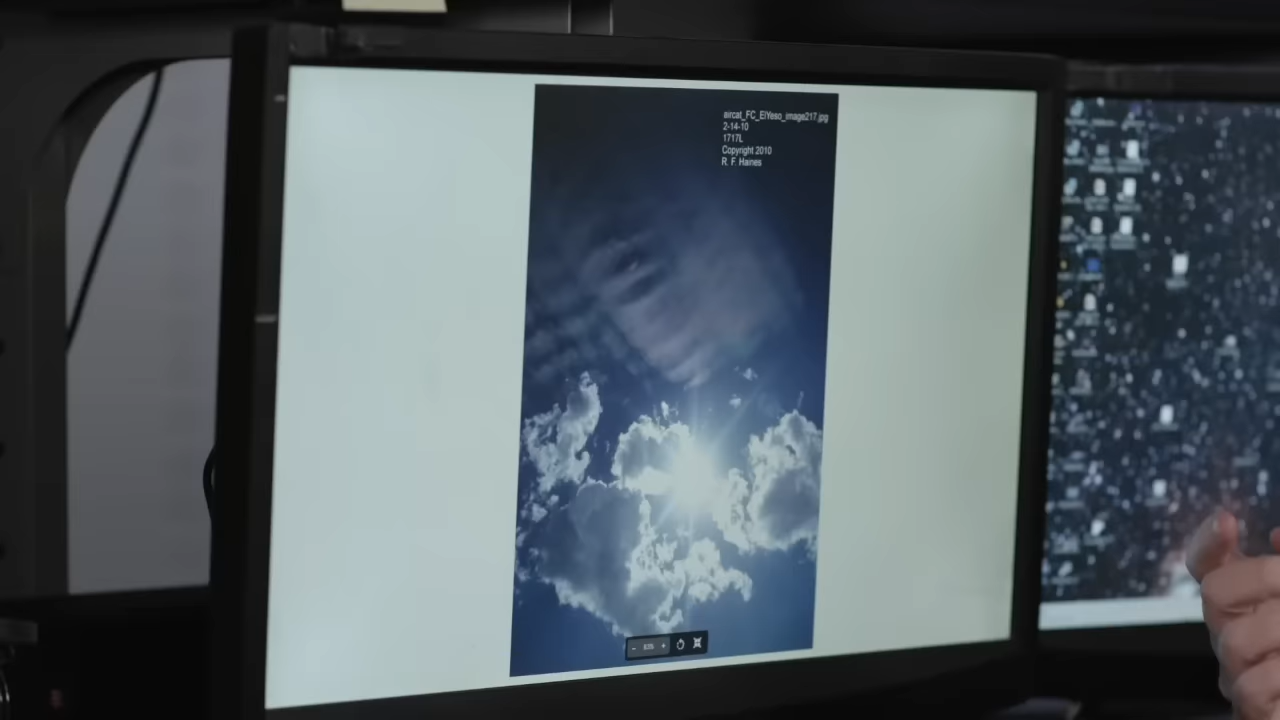 aircat_FC_ElYeso_image217.jpg
2-14-10
1717L
Copyright 2010
R. F. Haines